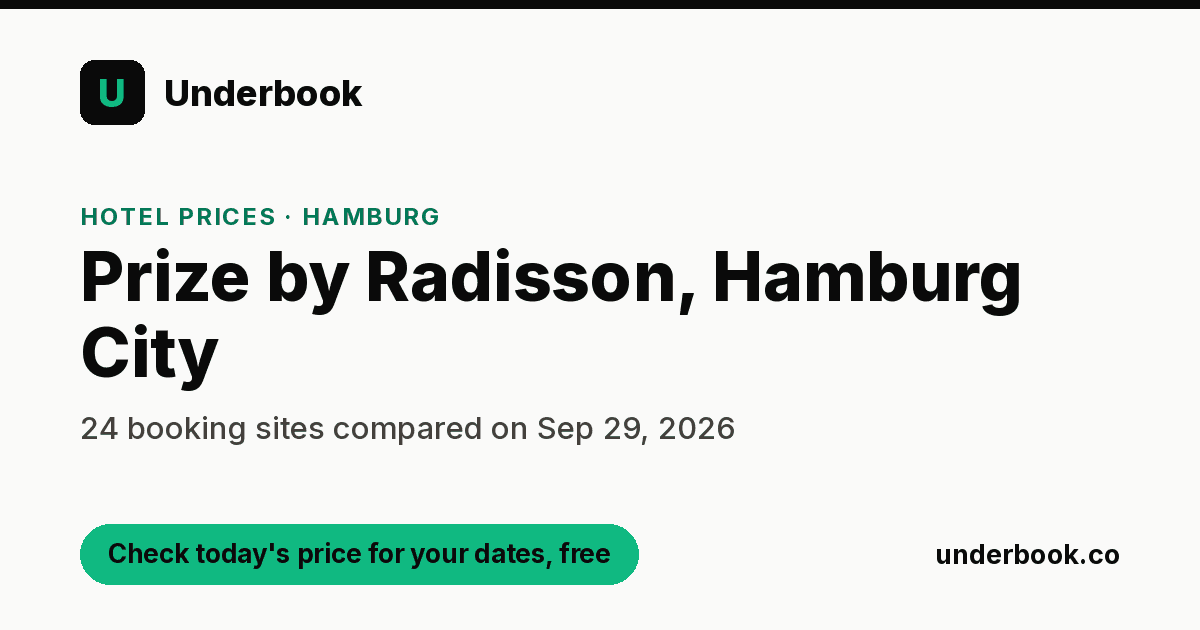 U Underbook
HOTEL PRICES · HAMBURG
Prize by Radisson, Hamburg
City
24 booking sites compared on Sep 29, 2026
Check today's price for your dates, free
underbook.co